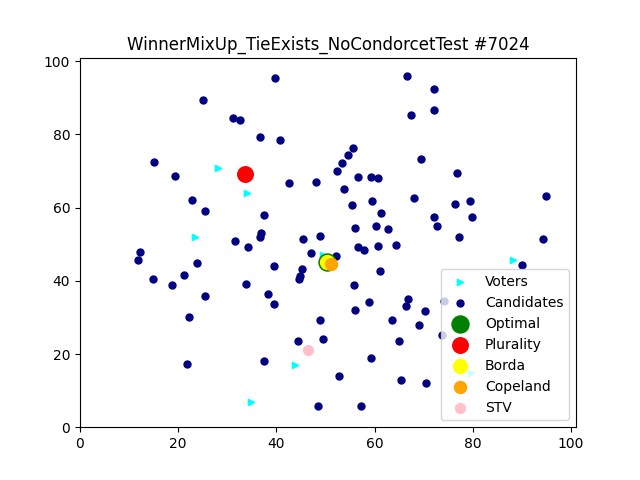 WinnerMixUp_TieExists_NoCondorcetTest #7024
100
80
60
40
20
0
0 20 40 60 80 100
Voters
Candidates
Optimal
Plurality
Borda
Copeland
STV